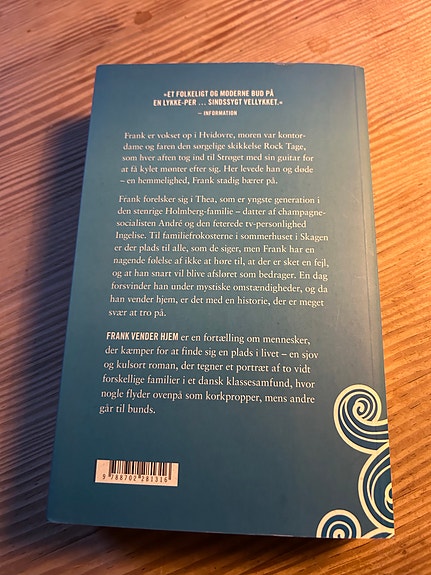 »ET FOLKELIGT OG MODERNE BUD PÅ
EN LYKKE-PER ... SINDSSYGT VELLYKKET.«
– INFORMATION
Frank er vokset op i Hvidovre, moren var kontor-
dame og faren den sørgelige skikkelse Rock Tage,
som hver aften tog ind til Strøget med sin guitar for
at få kylet mønter efter sig. Her levede han og døde
– en hemmelighed, Frank stadig bærer på.
Frank forelsker sig i Thea, som er yngste generation i
den stenrige Holmberg-familie – datter af champagne-
socialisten André og den feterede tv-personlighed
Ingelise. Til familiefrokosterne i sommerhuset i Skagen
er der plads til alle, som de siger, men Frank har en
nagende følelse af ikke at høre til, at der er sket en fejl,
og at han snart vil blive afsløret som bedrager. En dag
forsvinder han under mystiske omstændigheder, og da
han vender hjem, er det med en historie, der er meget
svær at tro på.
FRANK VENDER HJEM er en fortælling om mennesker,
der kæmper for at finde sig en plads i livet – en sjov
og kulsort roman, der tegner et portræt af to vidt
forskellige familier i et dansk klassesamfund, hvor
nogle flyder ovenpå som korkpropper, mens andre
går til bunds.
9 788702 281316